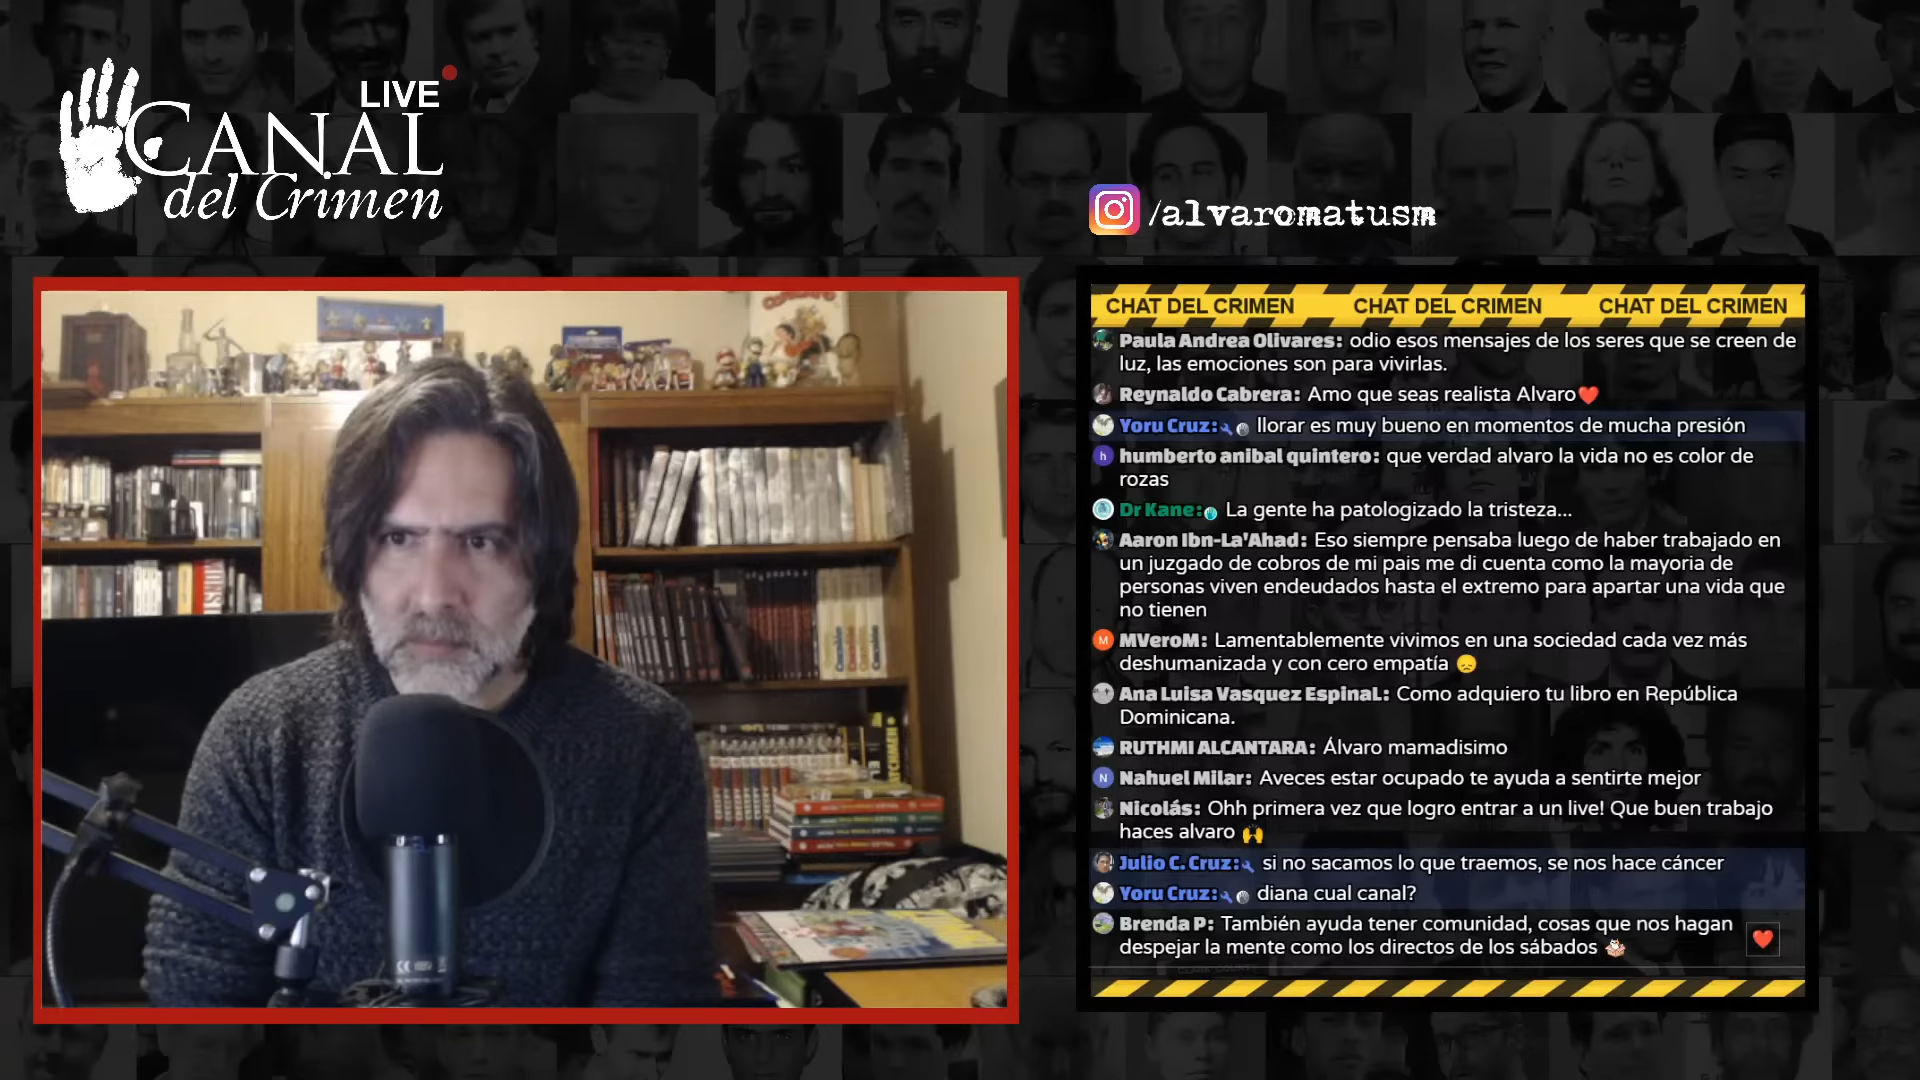 LIVE
CANAL
del Crimen
/alvaromatusm
CHAT DEL CRIMEN CHAT DEL CRIMEN CHAT DEL CRIMEN
Paula Andrea Olivares: odio esos mensajes de los seres que se creen de
luz, las emociones son para vivirlas.
Reynaldo Cabrera: Amo que seas realista Alvaro❤️
Yoru Cruz: llorar es muy bueno en momentos de mucha presión
h humberto anibal quintero: que verdad alvaro la vida no es color de
rozas
Dr Kane: La gente ha patologizado la tristeza...
Aaron Ibn-La'Ahad: Eso siempre pensaba luego de haber trabajado en
un juzgado de cobros de mi pais me di cuenta como la mayoria de
personas viven endeudados hasta el extremo para apartar una vida que
no tienen
M MVeroM: Lamentablemente vivimos en una sociedad cada vez más
deshumanizada y con cero empatía 😞
Ana Luisa Vasquez Espinal: Como adquiero tu libro en República
Dominicana.
RUTHMI ALCANTARA: Álvaro mamadisimo
N Nahuel Milar: Aveces estar ocupado te ayuda a sentirte mejor
Nicolás: Ohh primera vez que logro entrar a un live! Que buen trabajo
haces alvaro 🙌
Julio C. Cruz: si no sacamos lo que traemos, se nos hace cáncer
Yoru Cruz: diana cual canal?
Brenda P: También ayuda tener comunidad, cosas que nos hagan
despejar la mente como los directos de los sábados